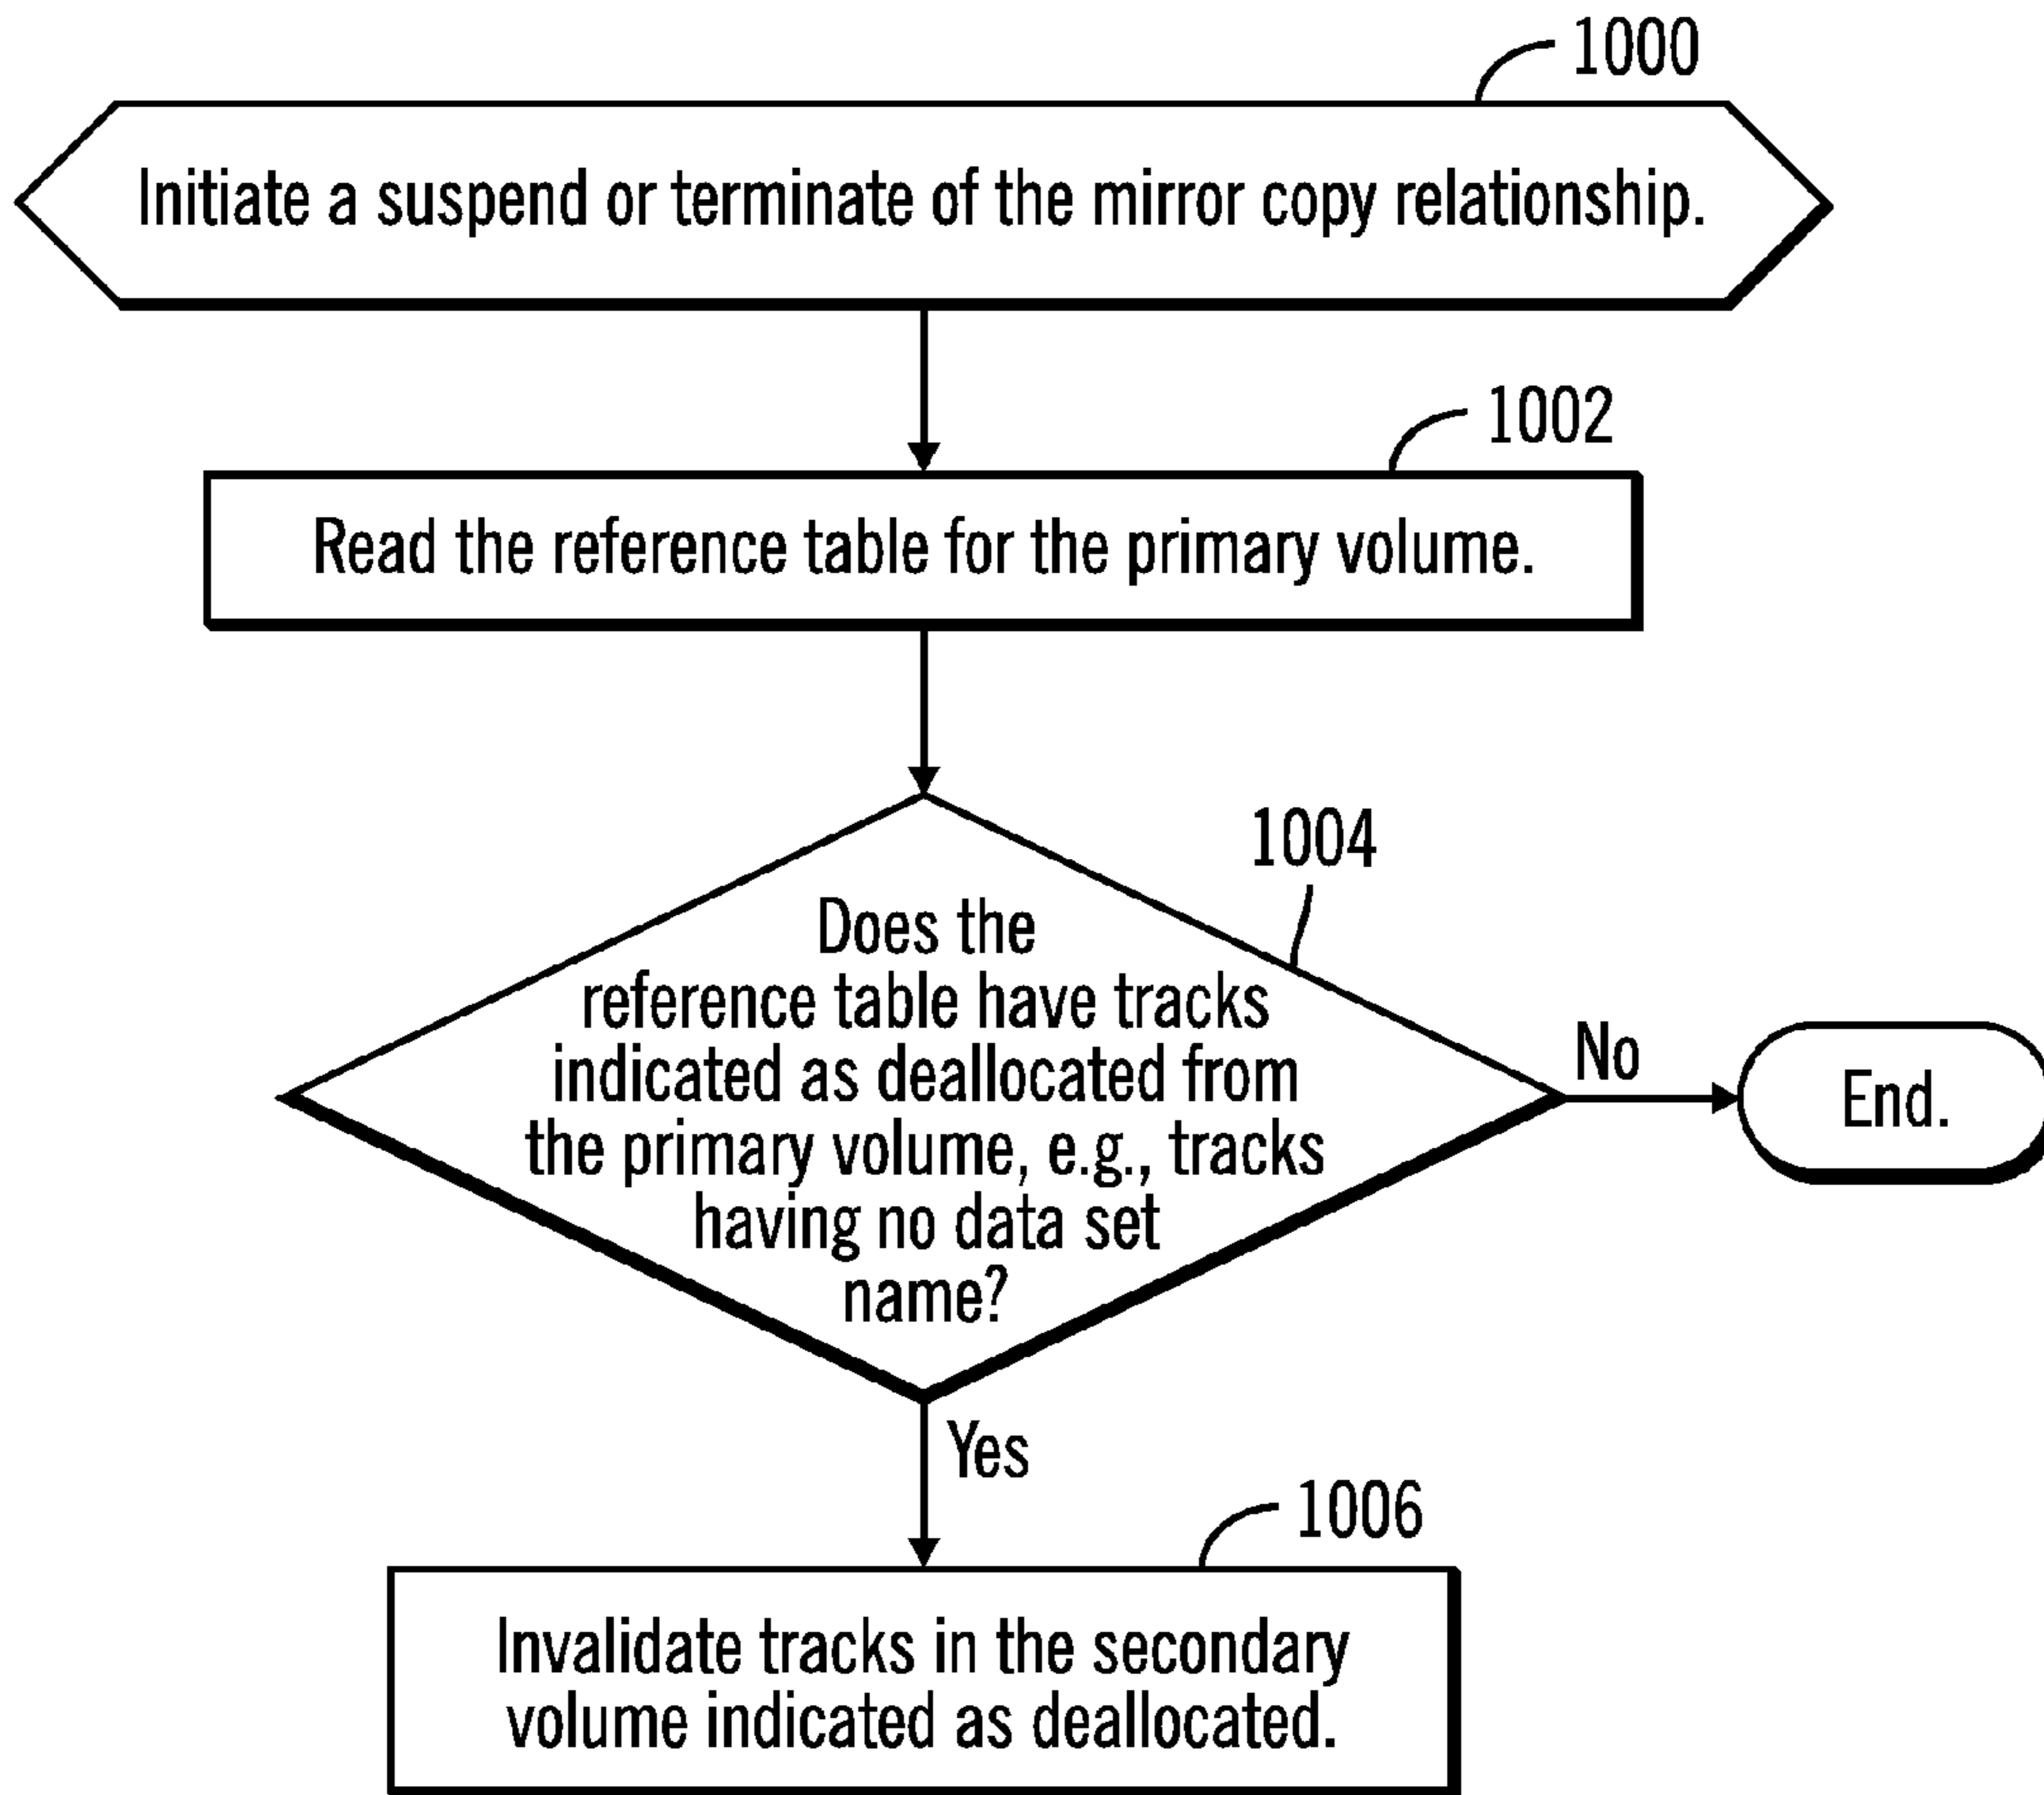 1000
Initiate a suspend or terminate of the mirror copy relationship.
1002
Read the reference table for the primary volume.
1004
Does the
reference table have tracks
indicated as deallocated from
the primary volume, e.g., tracks
having no data set
name?
No
End.
Yes
1006
Invalidate tracks in the secondary
volume indicated as deallocated.